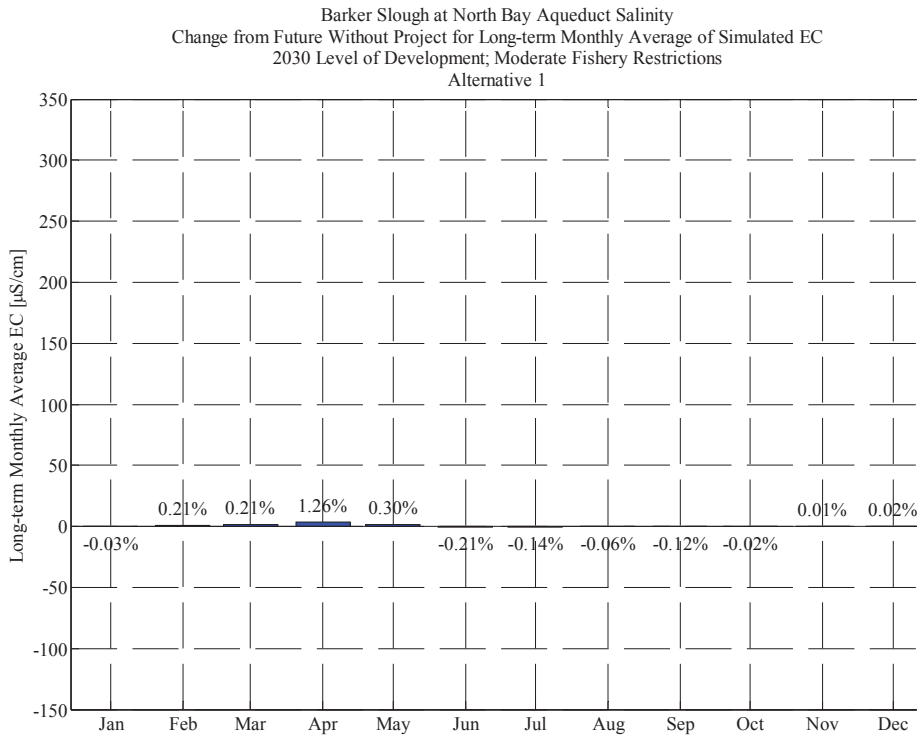 Barker Slough at North Bay Aqueduct Salinity
Change from Future Without Project for Long-term Monthly Average of Simulated EC
2030 Level of Development; Moderate Fishery Restrictions
Alternative 1
Long-term Monthly Average EC [µS/cm]
350
300
250
200
150
100
50
0
-50
-100
-150
0.21% 0.21% 1.26% 0.30% 0.01% 0.02%
-0.03% -0.21% -0.14% -0.06% -0.12% -0.02%
Jan Feb Mar Apr May Jun Jul Aug Sep Oct Nov Dec